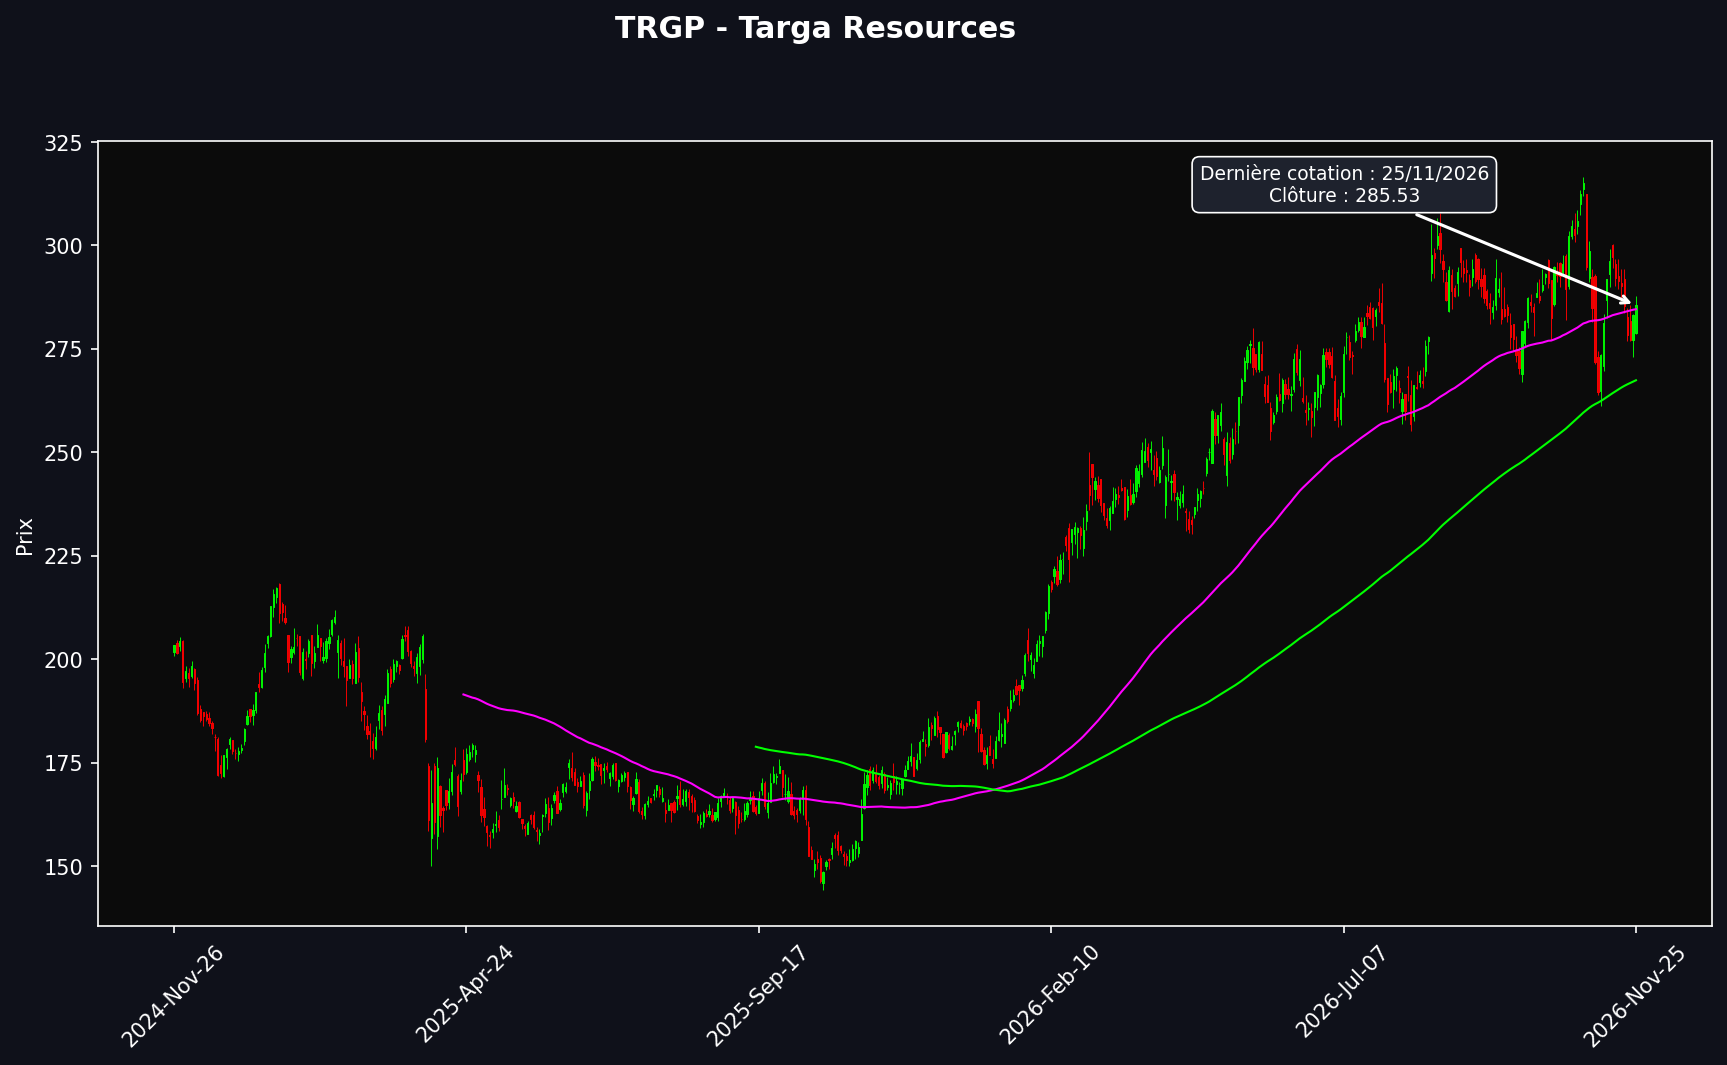 TRGP - Targa Resources
Dernière cotation : 25/11/2026
Clôture : 285.53
325
300
275
250
225
200
175
150
Prix
2024-Nov-26
2025-Apr-24
2025-Sep-17
2026-Feb-10
2026-Jul-07
2026-Nov-25